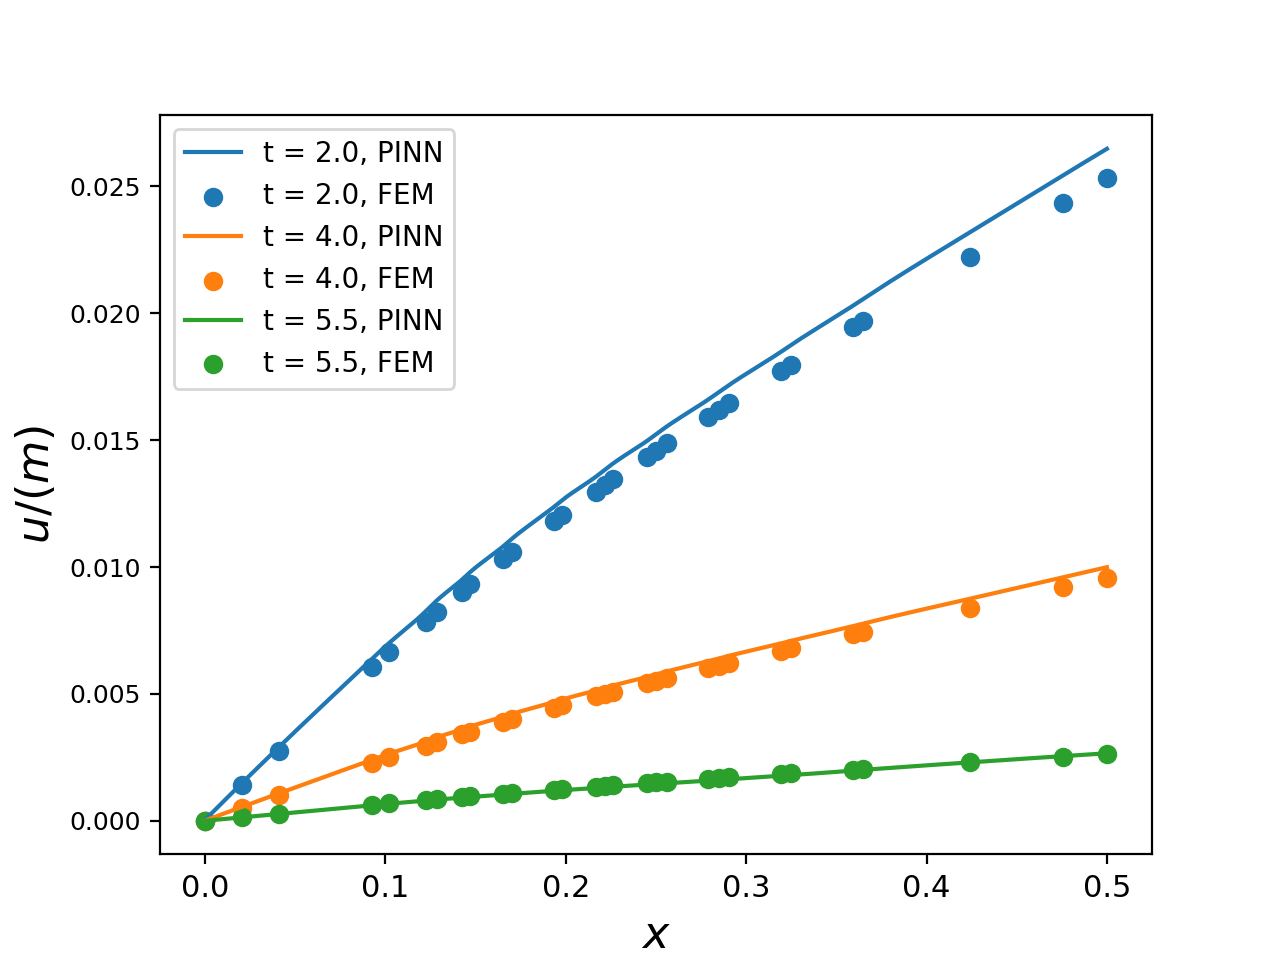 t = 2.0, PINN
t = 2.0, FEM
t = 4.0, PINN
t = 4.0, FEM
t = 5.5, PINN
t = 5.5, FEM
0.025
0.020
0.015
0.010
0.005
0.000
u/(m)
0.0 0.1 0.2 0.3 0.4 0.5
x